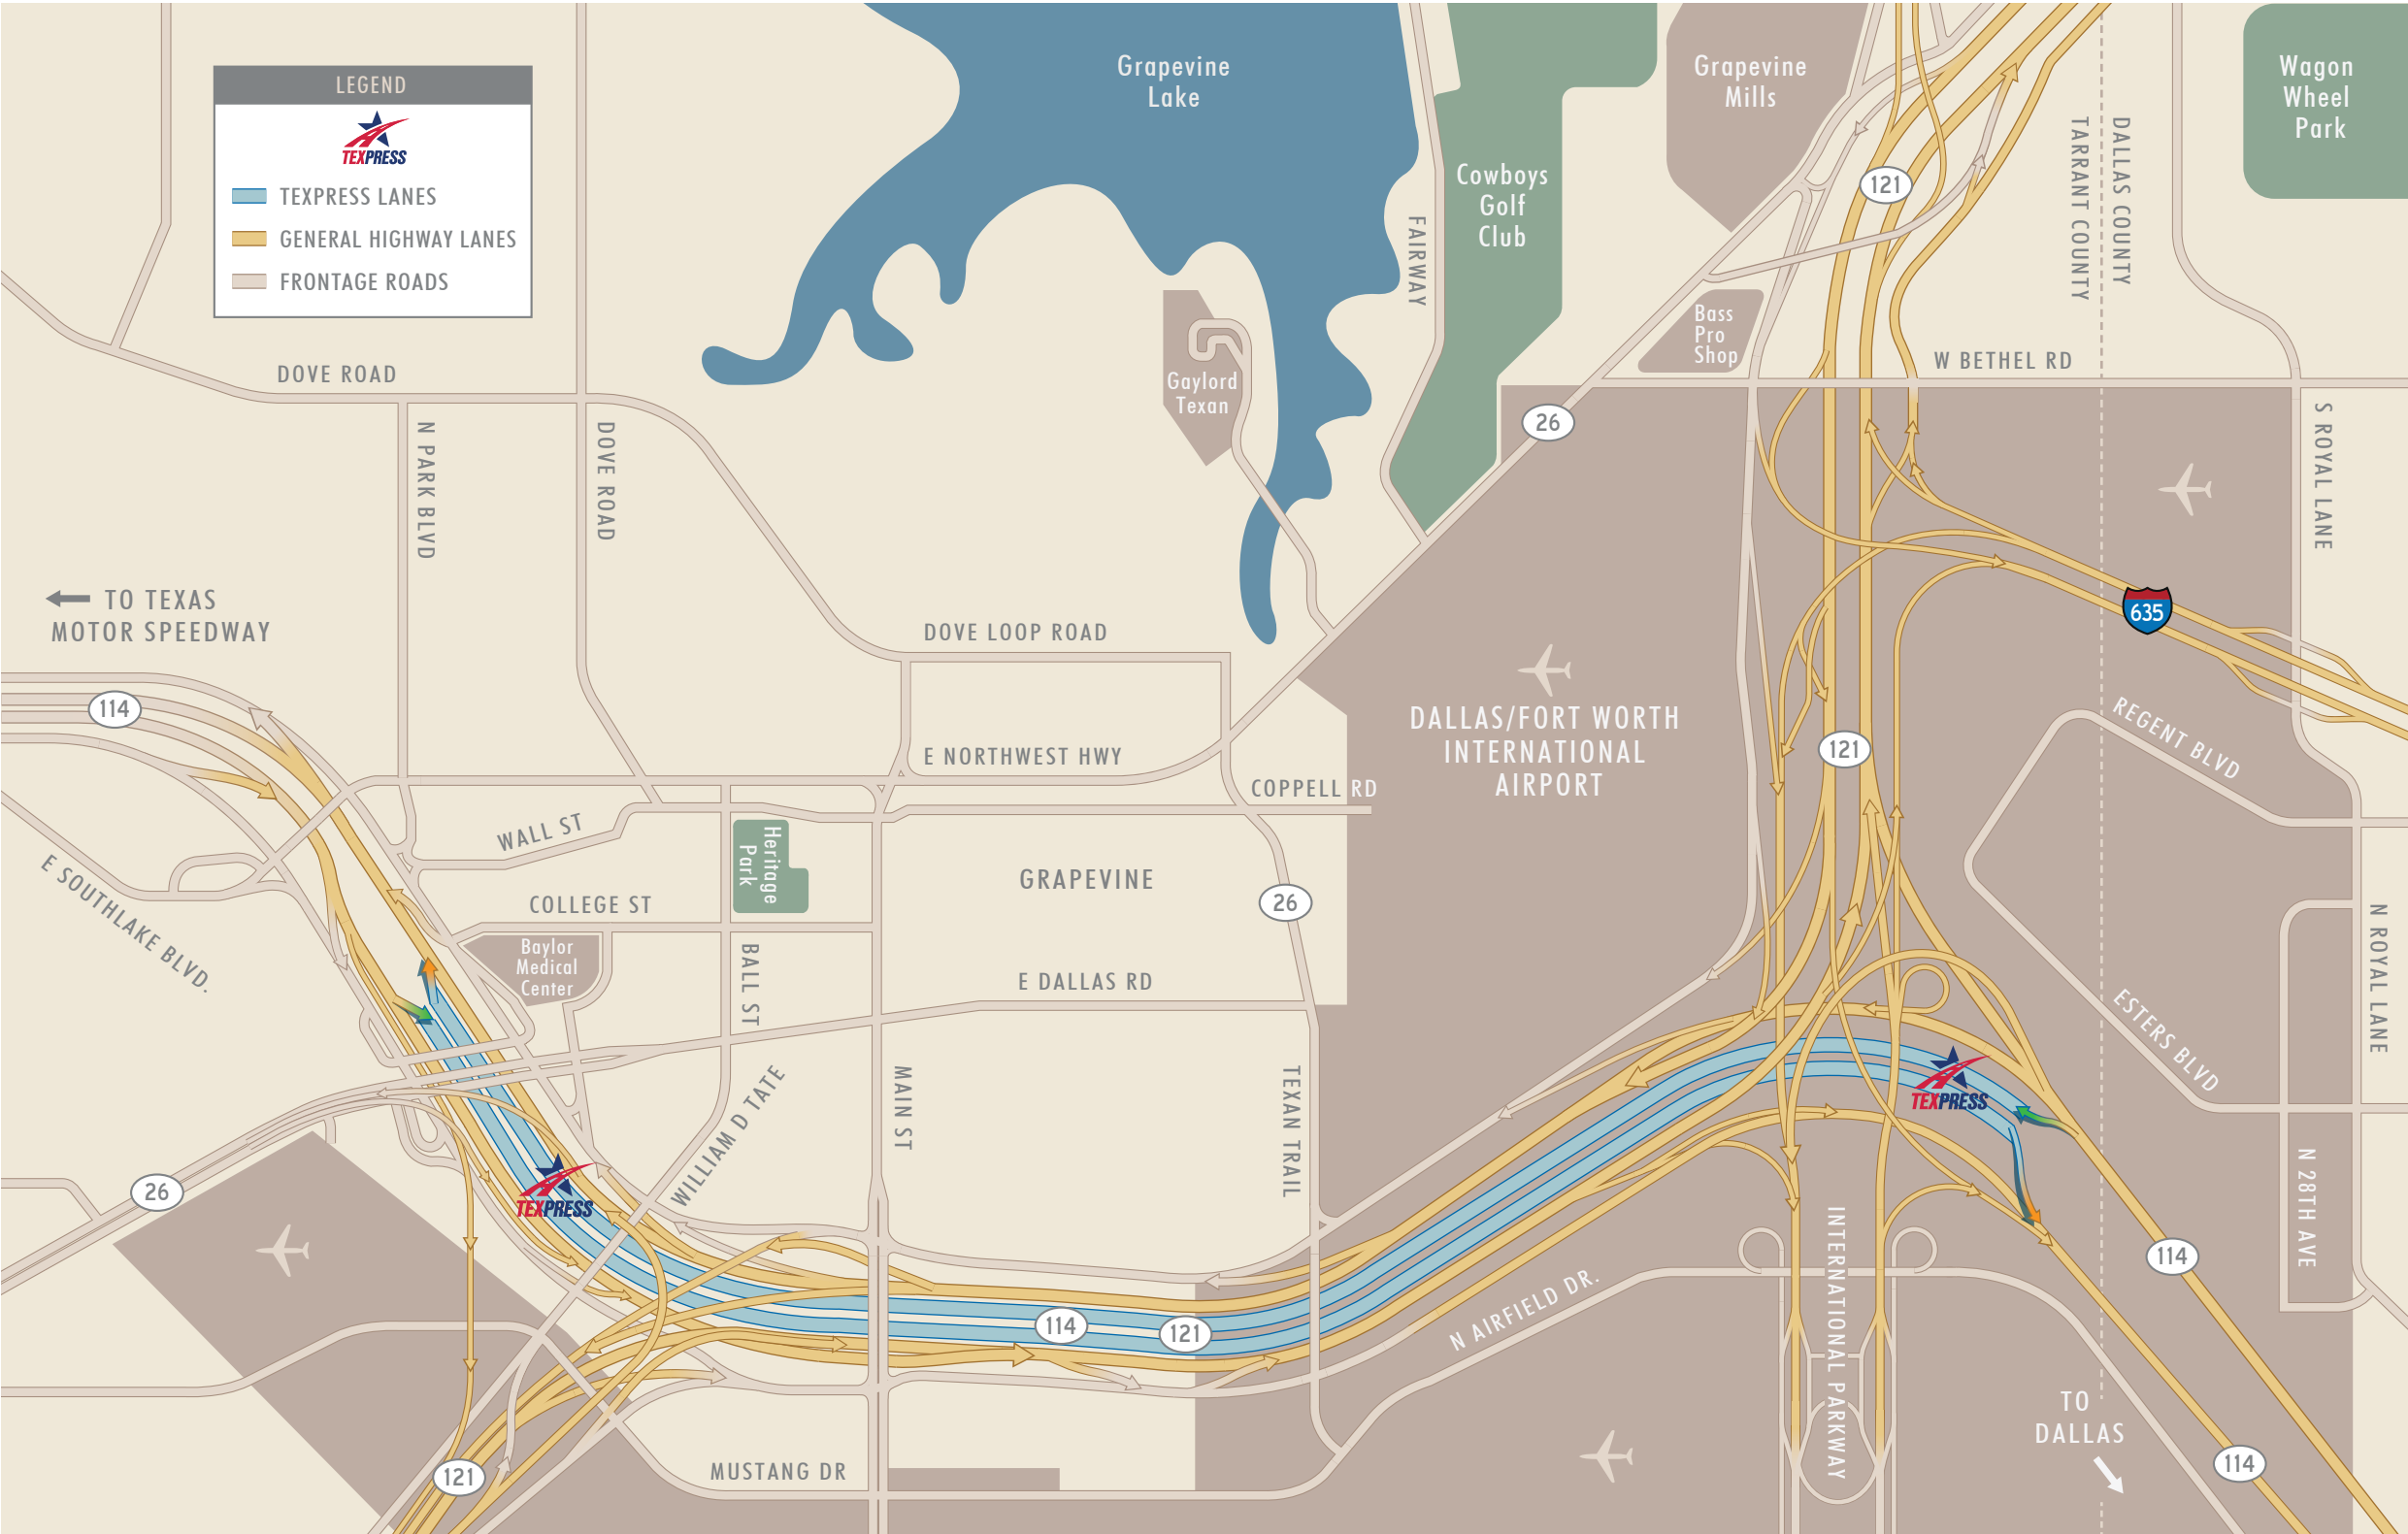 LEGEND
TEXPRESS
TEXPRESS LANES
GENERAL HIGHWAY LANES
FRONTAGE ROADS
Grapevine
Lake
Cowboys
Golf
Club
Grapevine
Mills
Wagon
Wheel
Park
121
TARRANT COUNTY
DALLAS COUNTY
FAIRWAY
Bass
Pro
Shop
Gaylord
Texan
DOVE ROAD
W BETHEL RD
26
N PARK BLVD
DOVE ROAD
S ROYAL LANE
TO TEXAS
MOTOR SPEEDWAY
DOVE LOOP ROAD
635
114
DALLAS/FORT WORTH
INTERNATIONAL
AIRPORT
121
REGENT BLVD
E NORTHWEST HWY
COPPELL RD
WALL ST
Heritage
Park
E SOUTHLAKE BLVD.
GRAPEVINE
COLLEGE ST
26
Baylor
Medical
Center
BALL ST
E DALLAS RD
N ROYAL LANE
ESTERS BLVD
TEXPRESS
MAIN ST
TEXAN TRAIL
WILLIAM D TATE
26
TEXPRESS
N 28TH AVE
INTERNATIONAL PARKWAY
114
114
121
N AIRFIELD DR.
TO
DALLAS
121
MUSTANG DR
114